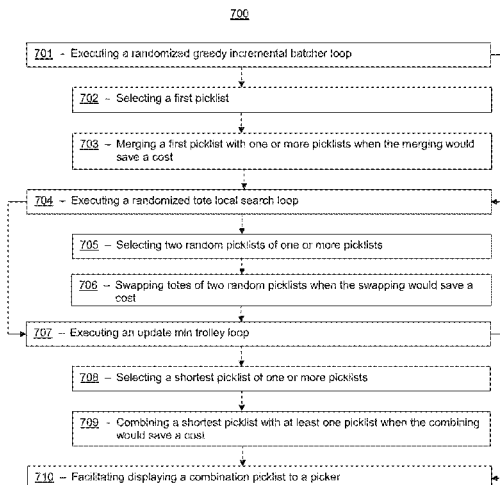 700
701 – Executing a randomized greedy incremental batcher loop
702 – Selecting a first picklist
703 – Merging a first picklist with one or more picklists when the merging would
save a cost
704 – Executing a randomized tote local search loop
705 – Selecting two random picklists of one or more picklists
706 – Swapping totes of two random picklists when the swapping would save a
cost
707 – Executing an update min trolley loop
708 – Selecting a shortest picklist of one or more picklists
709 – Combining a shortest picklist with at least one picklist when the combining
would save a cost
710 – Facilitating displaying a combination picklist to a picker